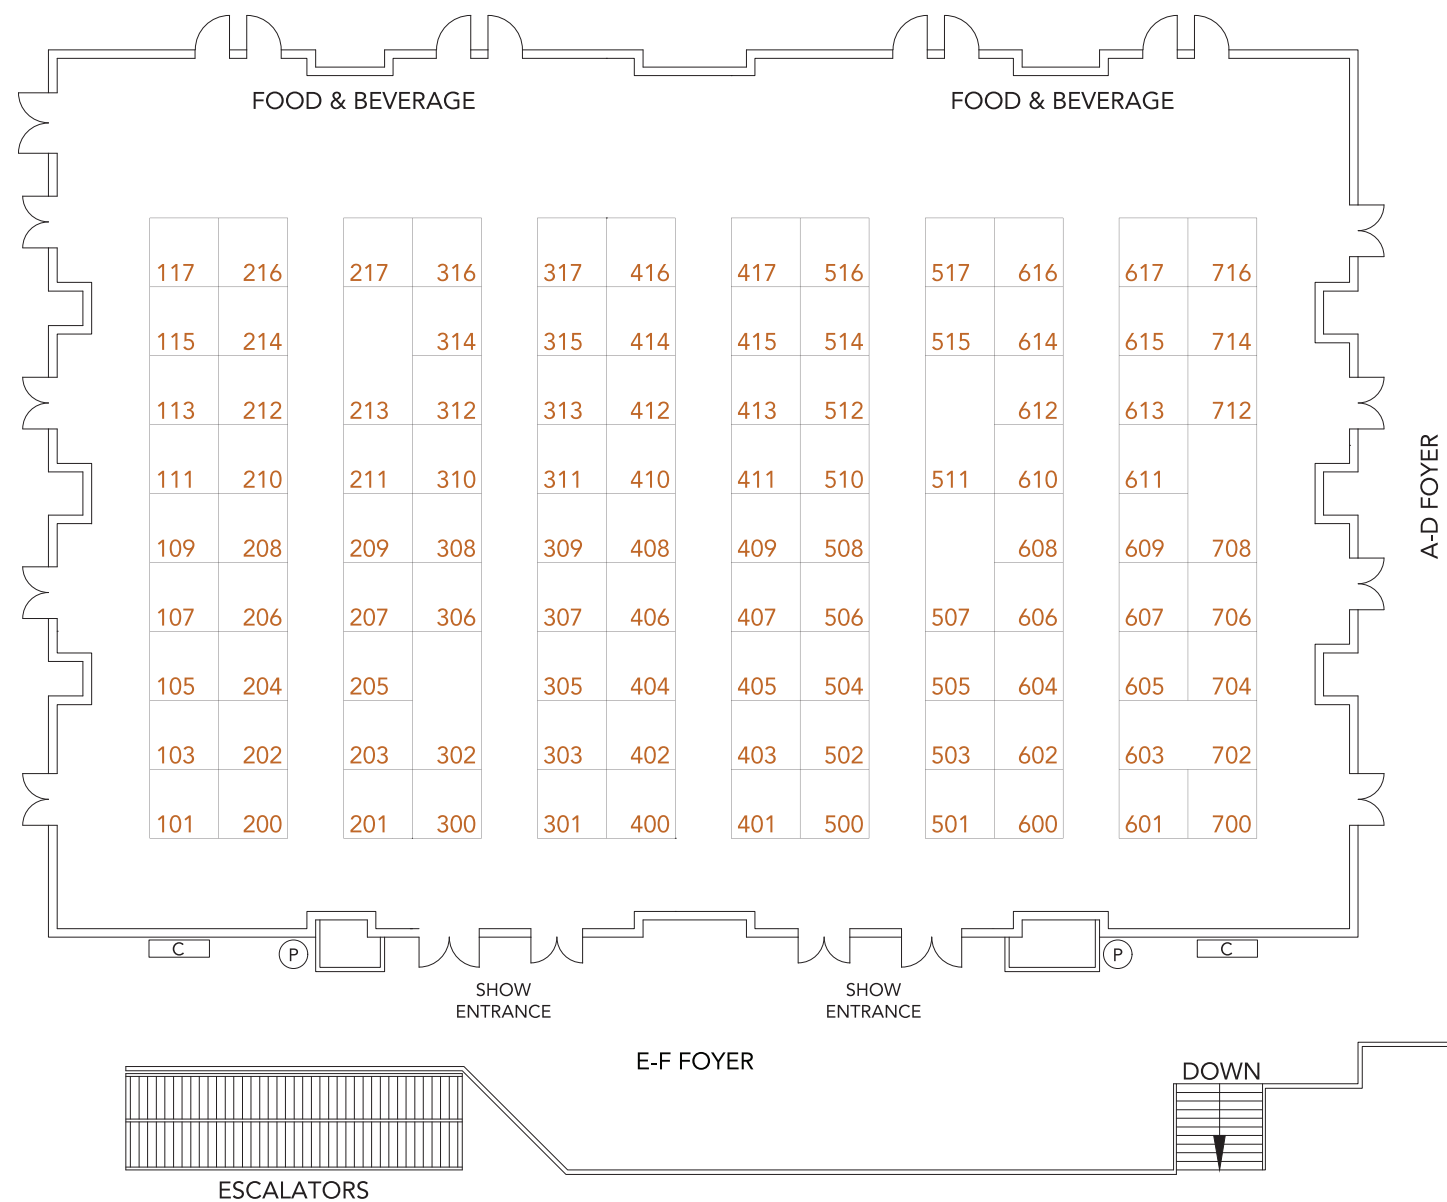 FOOD & BEVERAGE FOOD & BEVERAGE
117 216 217 316 317 416 417 516 517 616 617 716
115 214 314 315 414 415 514 515 614 615 714
113 212 213 312 313 412 413 512 612 613 712
111 210 211 310 311 410 411 510 511 610 611
109 208 209 308 309 408 409 508 608 609 708
107 206 207 306 307 406 407 506 507 606 607 706
105 204 205 305 404 405 504 505 604 605 704
103 202 203 302 303 402 403 502 503 602 603 702
101 200 201 300 301 400 401 500 501 600 601 700
A-D FOYER
C P P C
SHOW SHOW
ENTRANCE ENTRANCE
E-F FOYER
DOWN
ESCALATORS